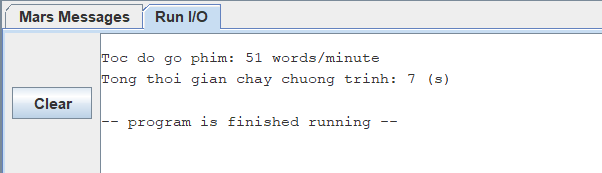 Mars Messages Run I/O
Toc do go phim: 51 words/minute
Tong thoi gian chay chuong trinh: 7 (s)
Clear
-- program is finished running --